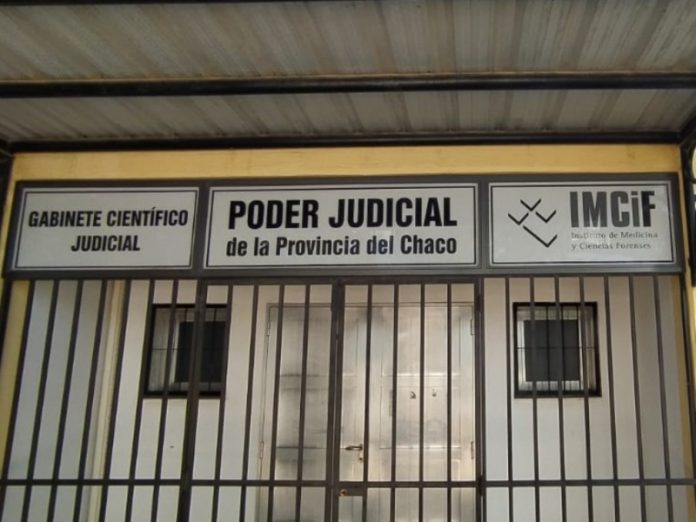 GABINETE CIENTÍFICO
JUDICIAL
PODER JUDICIAL
de la Provincia del Chaco
IMCiF
Instituto de Medicina
y Ciencias Forenses